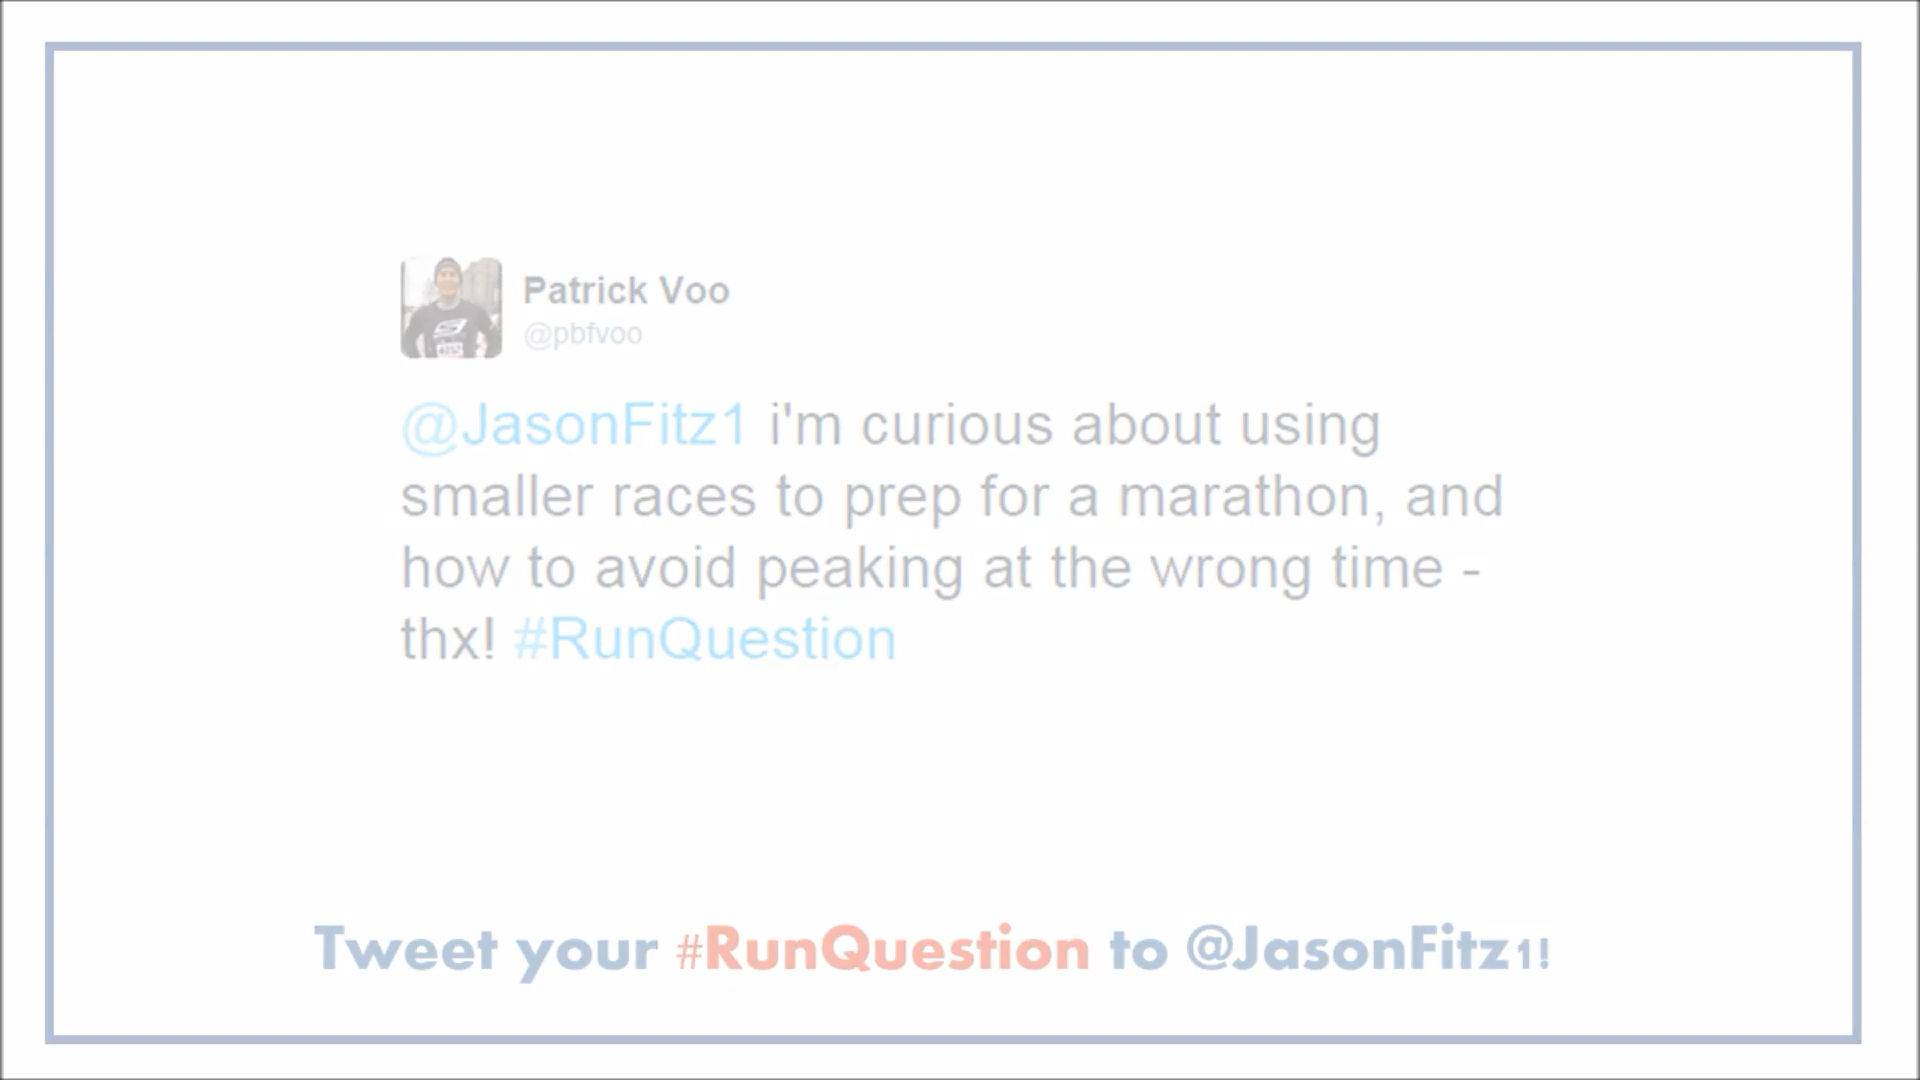 Patrick Voo
@pbfvoo
@JasonFitz1 i'm curious about using
smaller races to prep for a marathon, and
how to avoid peaking at the wrong time -
thx! #RunQuestion
Tweet your #RunQuestion to @JasonFitz1!